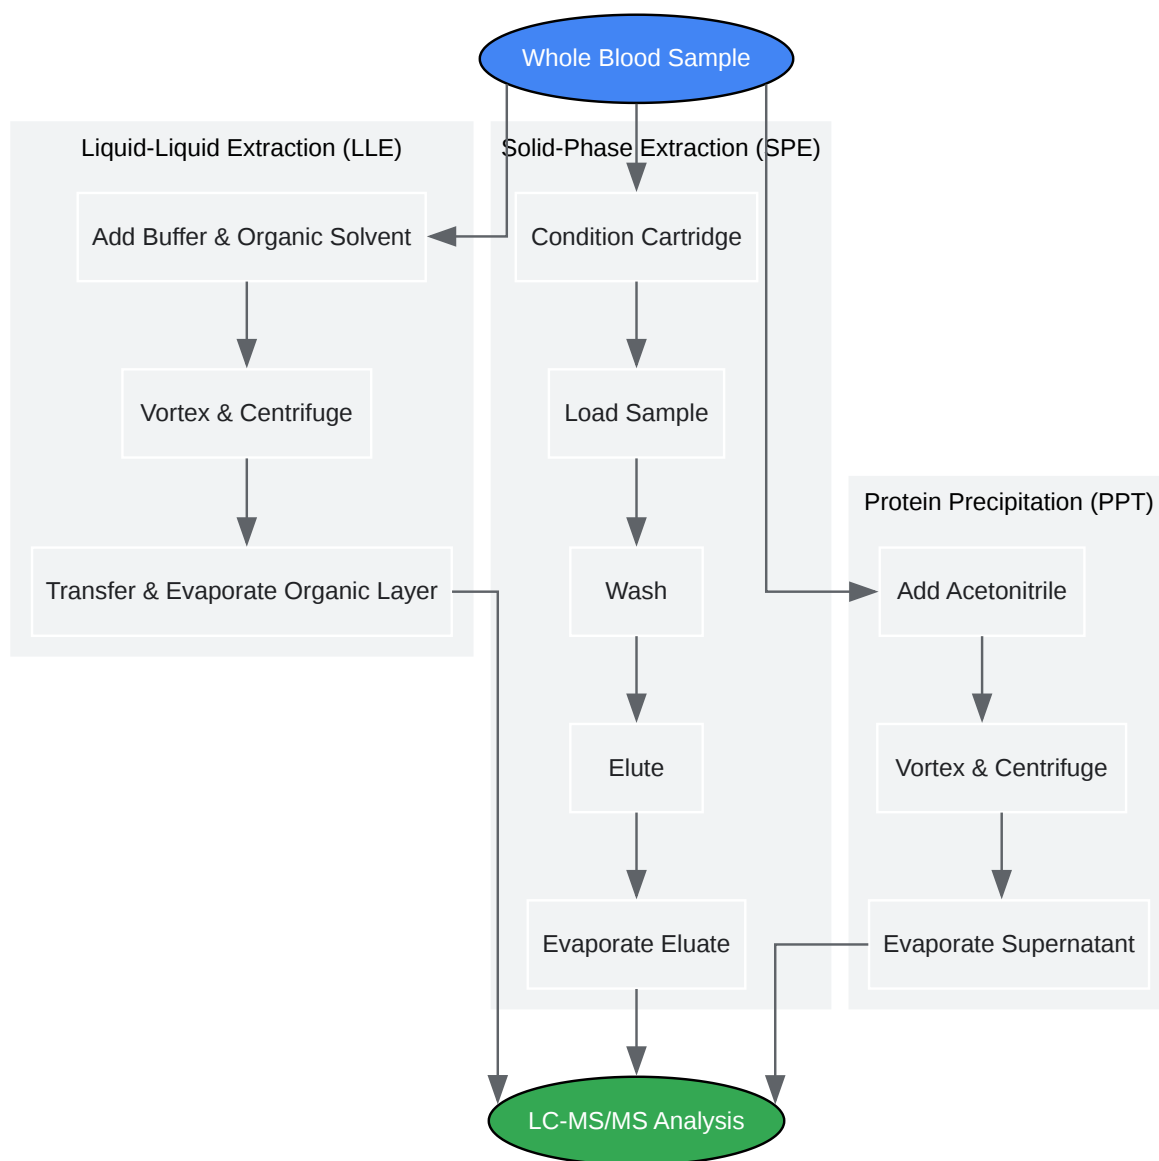 Whole Blood Sample
Liquid-Liquid Extraction (LLE)
Add Buffer & Organic Solvent
Vortex & Centrifuge
Transfer & Evaporate Organic Layer
Solid-Phase Extraction (SPE)
Condition Cartridge
Load Sample
Wash
Elute
Evaporate Eluate
Protein Precipitation (PPT)
Add Acetonitrile
Vortex & Centrifuge
Evaporate Supernatant
LC-MS/MS Analysis